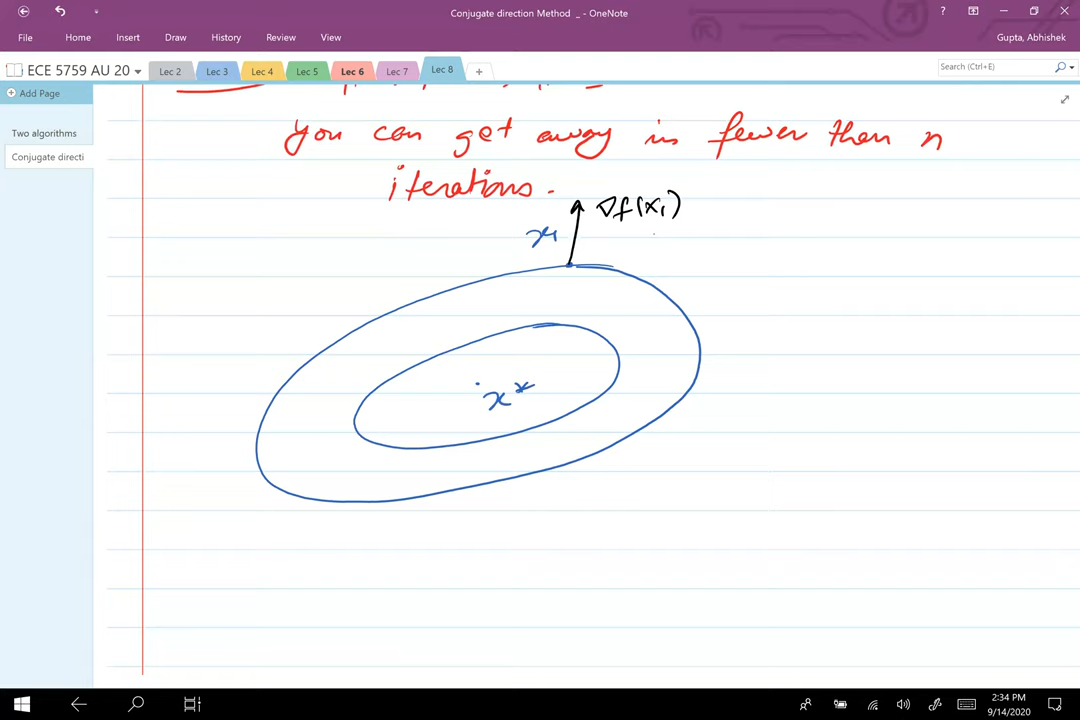 Conjugate direction Method _ - OneNote
File Home Insert Draw History Review View
Gupta, Abhishek
ECE 5759 AU 20
Lec 2 Lec 3 Lec 4 Lec 5 Lec 6 Lec 7 Lec 8
Search (Ctrl+E)
Add Page
Two algorithms
Conjugate directi
you can get away in fewer than n
iterations.
∇f(x₁)
x₁
x*
2:34 PM
9/14/2020